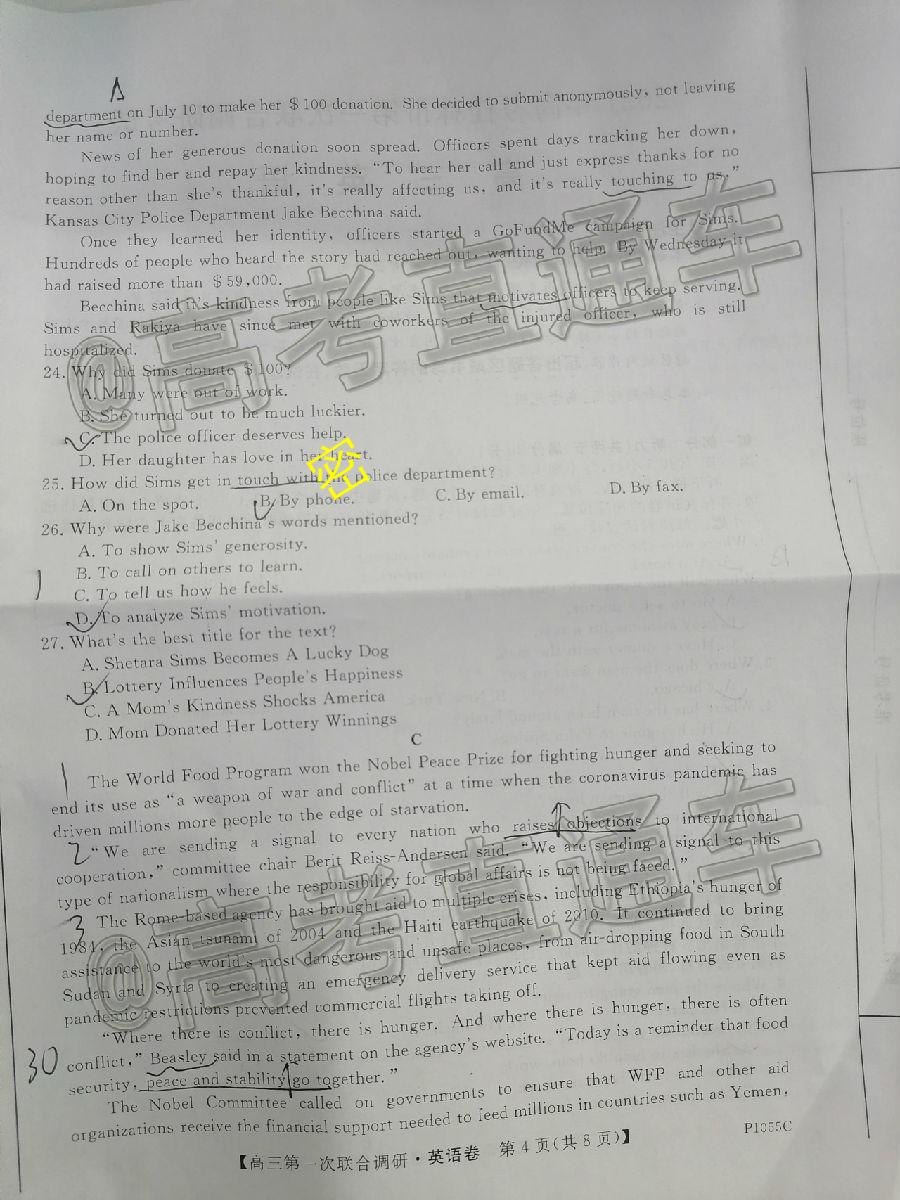 A
department on July 10 to make her $ 100 donation. She decided to submit anonymously, not leaving
her name or number.
News of her generous donation soon spread. Officers spent days tracking her down,
hoping to find her and repay her kindness. “To hear her call and just express thanks for no
reason other than she's thankful, it's really affecting us, and it's really touching to us,”
Kansas City Police Department Jake Becchina said.
Once they learned her identity, officers started a GoFundMe campaign for Sims.
Hundreds of people who heard the story had reached out, wanting to help. By Wednesday it
had raised more than $ 59,000.
Becchina said it's kindness from people like Sims that motivates officers to keep serving.
Sims and Rakiya have since met with coworkers of the injured officer, who is still
hospitalized.
24. Why did Sims donate $ 100?
A. Many were out of work.
B. She turned out to be much luckier.
C. The police officer deserves help.
D. Her daughter has love in her heart.
25. How did Sims get in touch with the police department?
A. On the spot. B. By phone. C. By email. D. By fax.
26. Why were Jake Becchina's words mentioned?
A. To show Sims' generosity.
B. To call on others to learn.
C. To tell us how he feels.
D. To analyze Sims' motivation.
27. What's the best title for the text?
A. Shetara Sims Becomes A Lucky Dog
B. Lottery Influences People's Happiness
C. A Mom's Kindness Shocks America
D. Mom Donated Her Lottery Winnings
C
1 The World Food Program won the Nobel Peace Prize for fighting hunger and seeking to
end its use as “a weapon of war and conflict” at a time when the coronavirus pandemic has
driven millions more people to the edge of starvation.
2 “We are sending a signal to every nation who raises objections to international
cooperation,” committee chair Berit Reiss-Andersen said. “We are sending a signal to this
type of nationalism where the responsibility for global affairs is not being faced.”
3 The Rome-based agency has brought aid to multiple crises, including Ethiopia's hunger of
1984, the Asian tsunami of 2004 and the Haiti earthquake of 2010. It continued to bring
assistance to the world's most dangerous and unsafe places, from air-dropping food in South
Sudan and Syria to creating an emergency delivery service that kept aid flowing even as
pandemic restrictions prevented commercial flights taking off.
“Where there is conflict, there is hunger. And where there is hunger, there is often
30 conflict,” Beasley said in a statement on the agency's website. “Today is a reminder that food
security, peace and stability go together.”
The Nobel Committee called on governments to ensure that WFP and other aid
organizations receive the financial support needed to feed millions in countries such as Yemen,
【高三第一次联合调研·英语卷 第4页(共8页)】 P1055C
@高考直通车
@高考直通车
密